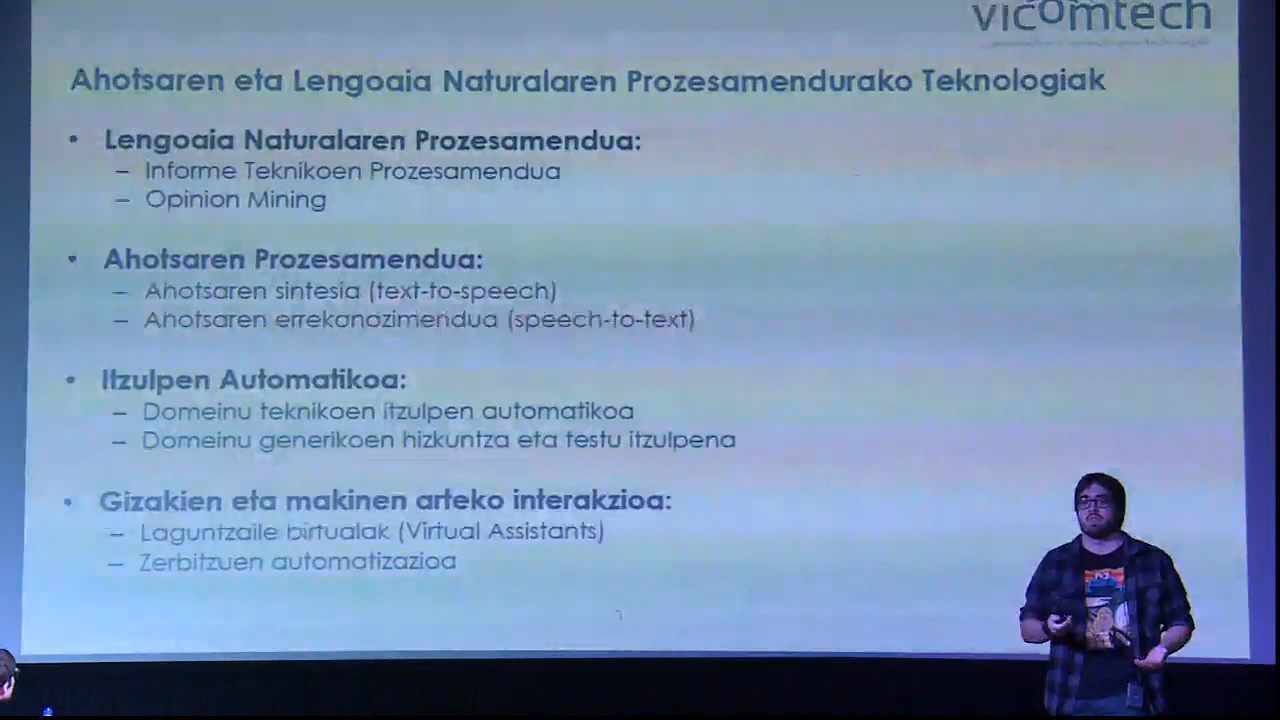 vicomtech
Ahotsaren eta Lengoaia Naturalaren Prozesamendurako Teknologiak
• Lengoaia Naturalaren Prozesamendua:
– Informe Teknikoen Prozesamendua
– Opinion Mining
• Ahotsaren Prozesamendua:
– Ahotsaren sintesia (text-to-speech)
– Ahotsaren errekonozimendua (speech-to-text)
• Itzulpen Automatikoa:
– Domeinu teknikoen itzulpen automatikoa
– Domeinu generikoen hizkuntza eta testu itzulpena
• Gizakien eta makinen arteko interakzioa:
– Laguntzaile birtualak (Virtual Assistants)
– Zerbitzuen automatizazioa